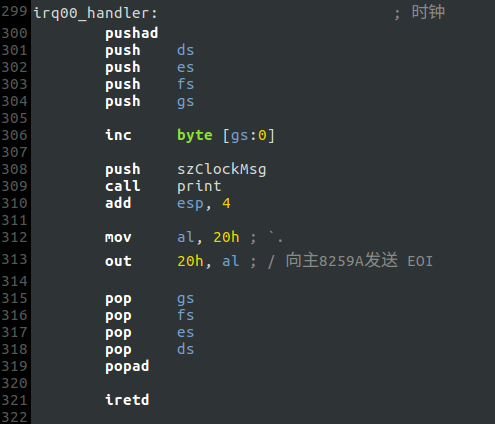 299 irq00_handler:                          ; 时钟
300         pushad
301         push    ds
302         push    es
303         push    fs
304         push    gs
305
306         inc     byte [gs:0]
307
308         push    szClockMsg
309         call    print
310         add     esp, 4
311
312         mov     al, 20h ; `.
313         out     20h, al ; / 向主8259A发送 EOI
314
315         pop     gs
316         pop     fs
317         pop     es
318         pop     ds
319         popad
320
321         iretd
322